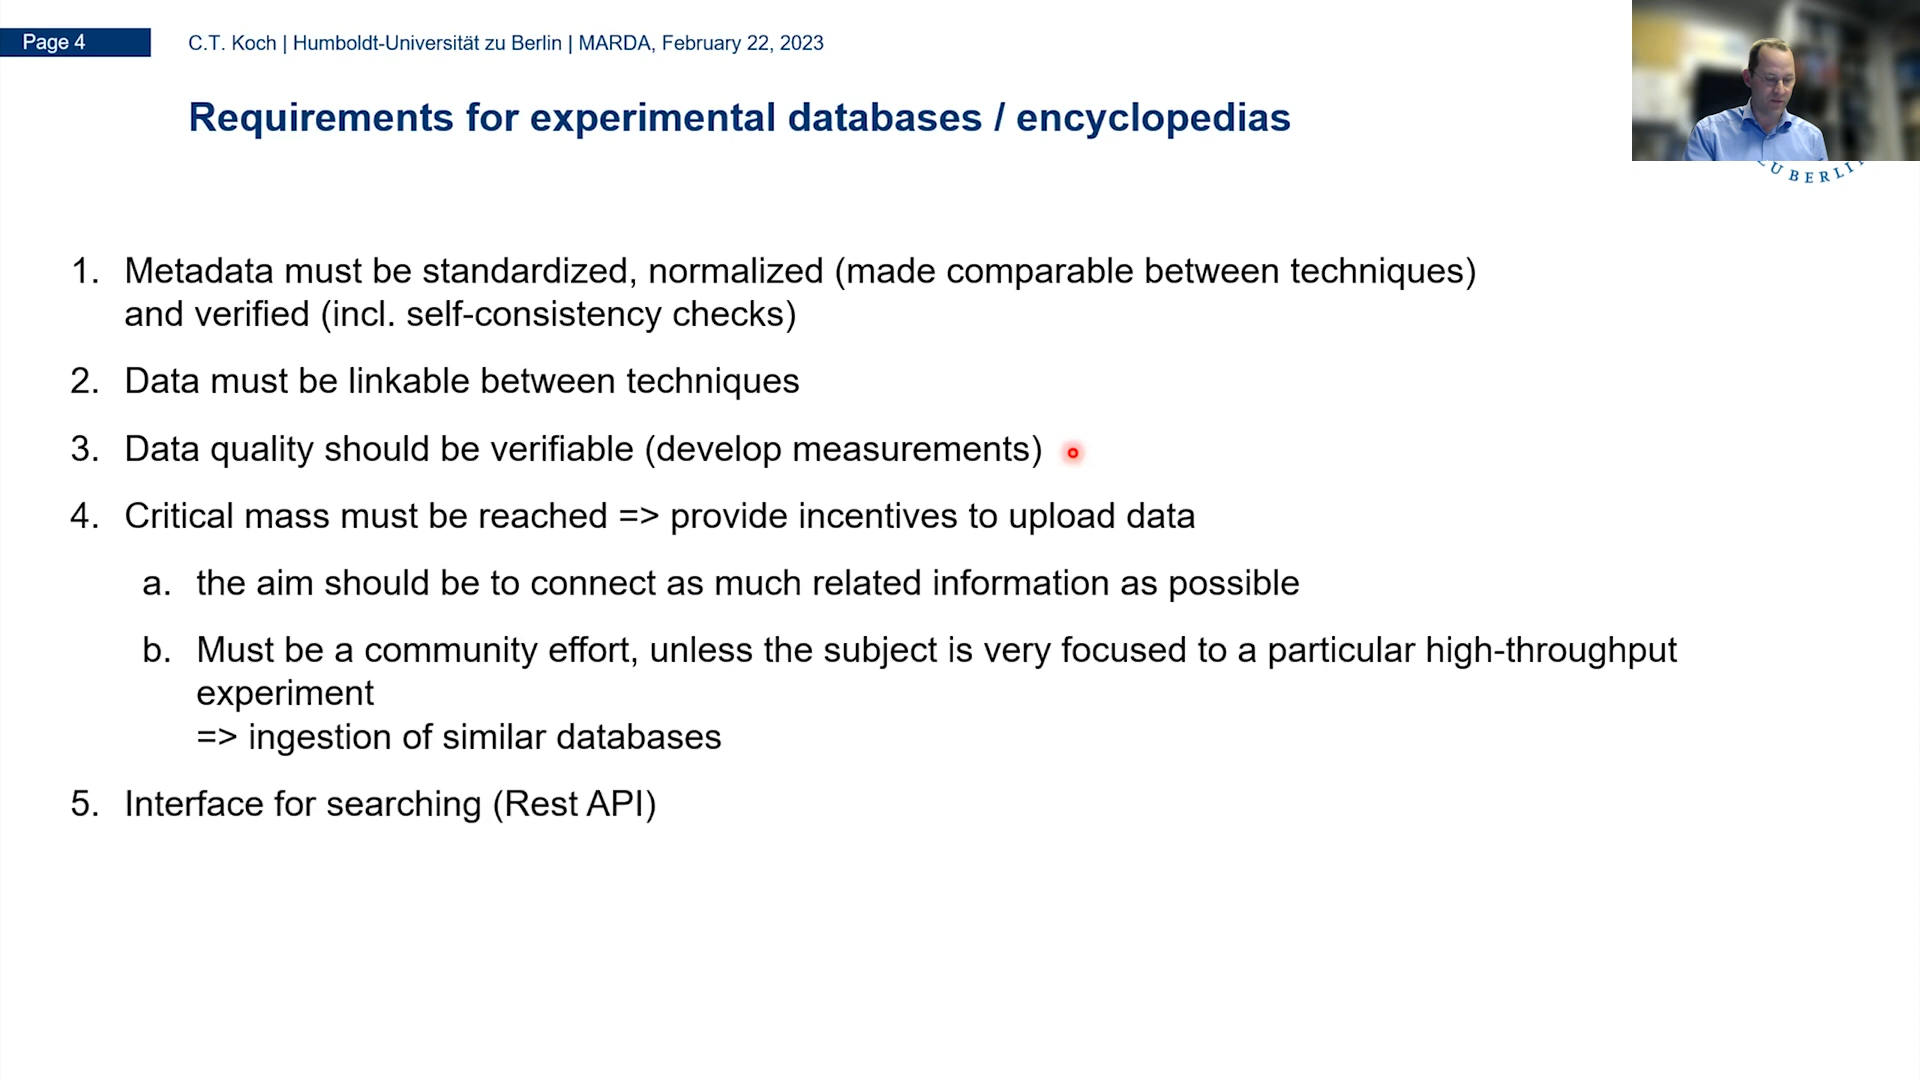 Page 4
C.T. Koch | Humboldt-Universität zu Berlin | MARDA, February 22, 2023
Requirements for experimental databases / encyclopedias
1. Metadata must be standardized, normalized (made comparable between techniques)
and verified (incl. self-consistency checks)
2. Data must be linkable between techniques
3. Data quality should be verifiable (develop measurements)
4. Critical mass must be reached => provide incentives to upload data
a. the aim should be to connect as much related information as possible
b. Must be a community effort, unless the subject is very focused to a particular high-throughput
experiment
=> ingestion of similar databases
5. Interface for searching (Rest API)